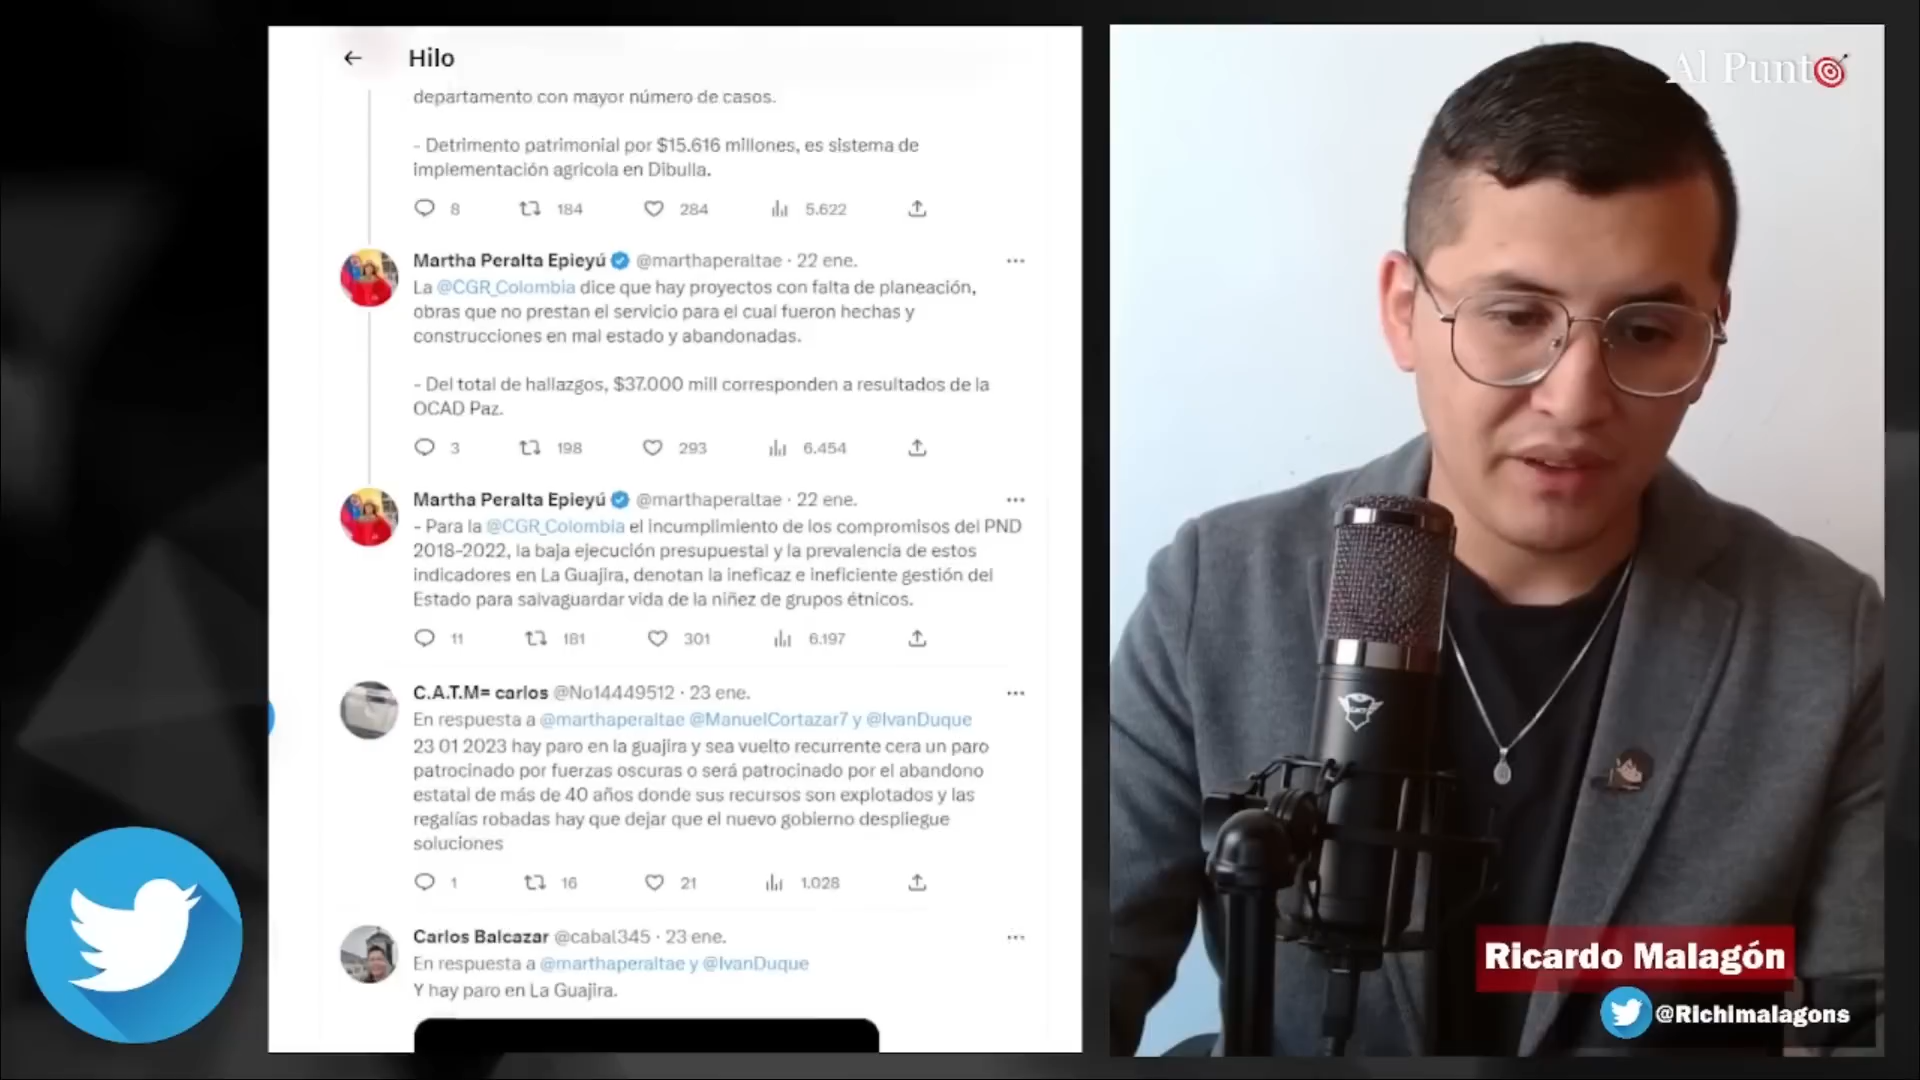 Hilo
departamento con mayor número de casos.
- Detrimento patrimonial por $15.616 millones, es sistema de
implementación agricola en Dibulla.
8 184 284 5.622
Martha Peralta Epieyú @marthaperaltae · 22 ene.
La @CGR_Colombia dice que hay proyectos con falta de planeación,
obras que no prestan el servicio para el cual fueron hechas y
construcciones en mal estado y abandonadas.
- Del total de hallazgos, $37.000 mill corresponden a resultados de la
OCAD Paz.
3 198 293 6.454
Martha Peralta Epieyú @marthaperaltae · 22 ene.
- Para la @CGR_Colombia el incumplimiento de los compromisos del PND
2018-2022, la baja ejecución presupuestal y la prevalencia de estos
indicadores en La Guajira, denotan la ineficaz e ineficiente gestión del
Estado para salvaguardar vida de la niñez de grupos étnicos.
11 181 301 6.197
C.A.T.M= carlos @No14449512 · 23 ene.
En respuesta a @marthaperaltae @ManuelCortazar7 y @IvanDuque
23 01 2023 hay paro en la guajira y sea vuelto recurrente cera un paro
patrocinado por fuerzas oscuras o será patrocinado por el abandono
estatal de más de 40 años donde sus recursos son explotados y las
regalías robadas hay que dejar que el nuevo gobierno despliegue
soluciones
1 16 21 1.028
Carlos Balcazar @cabal345 · 23 ene.
En respuesta a @marthaperaltae y @IvanDuque
Y hay paro en La Guajira.
Al Punto
Ricardo Malagón
@Richimalagons